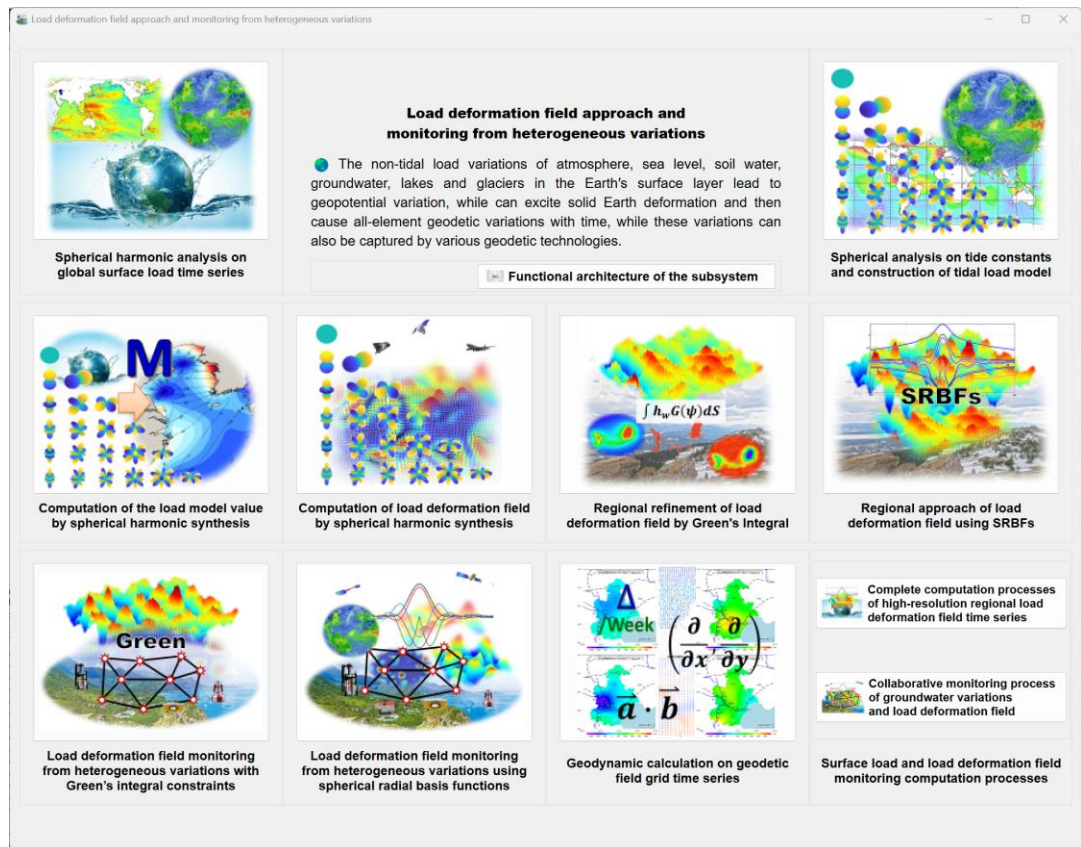 Load deformation field approach and monitoring from heterogeneous variations
Load deformation field approach and
monitoring from heterogeneous variations
The non-tidal load variations of atmosphere, sea level, soil water,
groundwater, lakes and glaciers in the Earth's surface layer lead to
geopotential variation, while can excite solid Earth deformation and then
cause all-element geodetic variations with time, while these variations can
also be captured by various geodetic technologies.
Functional architecture of the subsystem
Spherical harmonic analysis on
global surface load time series
Spherical analysis on tide constants
and construction of tidal load model
M
Computation of the load model value
by spherical harmonic synthesis
Computation of load deformation field
by spherical harmonic synthesis
∫ h_w G(ψ)dS
Regional refinement of load
deformation field by Green's Integral
SRBFs
Regional approach of load
deformation field using SRBFs
Green
Load deformation field monitoring
from heterogeneous variations with
Green's integral constraints
Load deformation field monitoring
from heterogeneous variations using
spherical radial basis functions
Δ
/Week
(∂/∂x, ∂/∂y)
a⃗ · b⃗
Geodynamic calculation on geodetic
field grid time series
Complete computation processes
of high-resolution regional load
deformation field time series
Collaborative monitoring process
of groundwater variations
and load deformation field
Surface load and load deformation field
monitoring computation processes